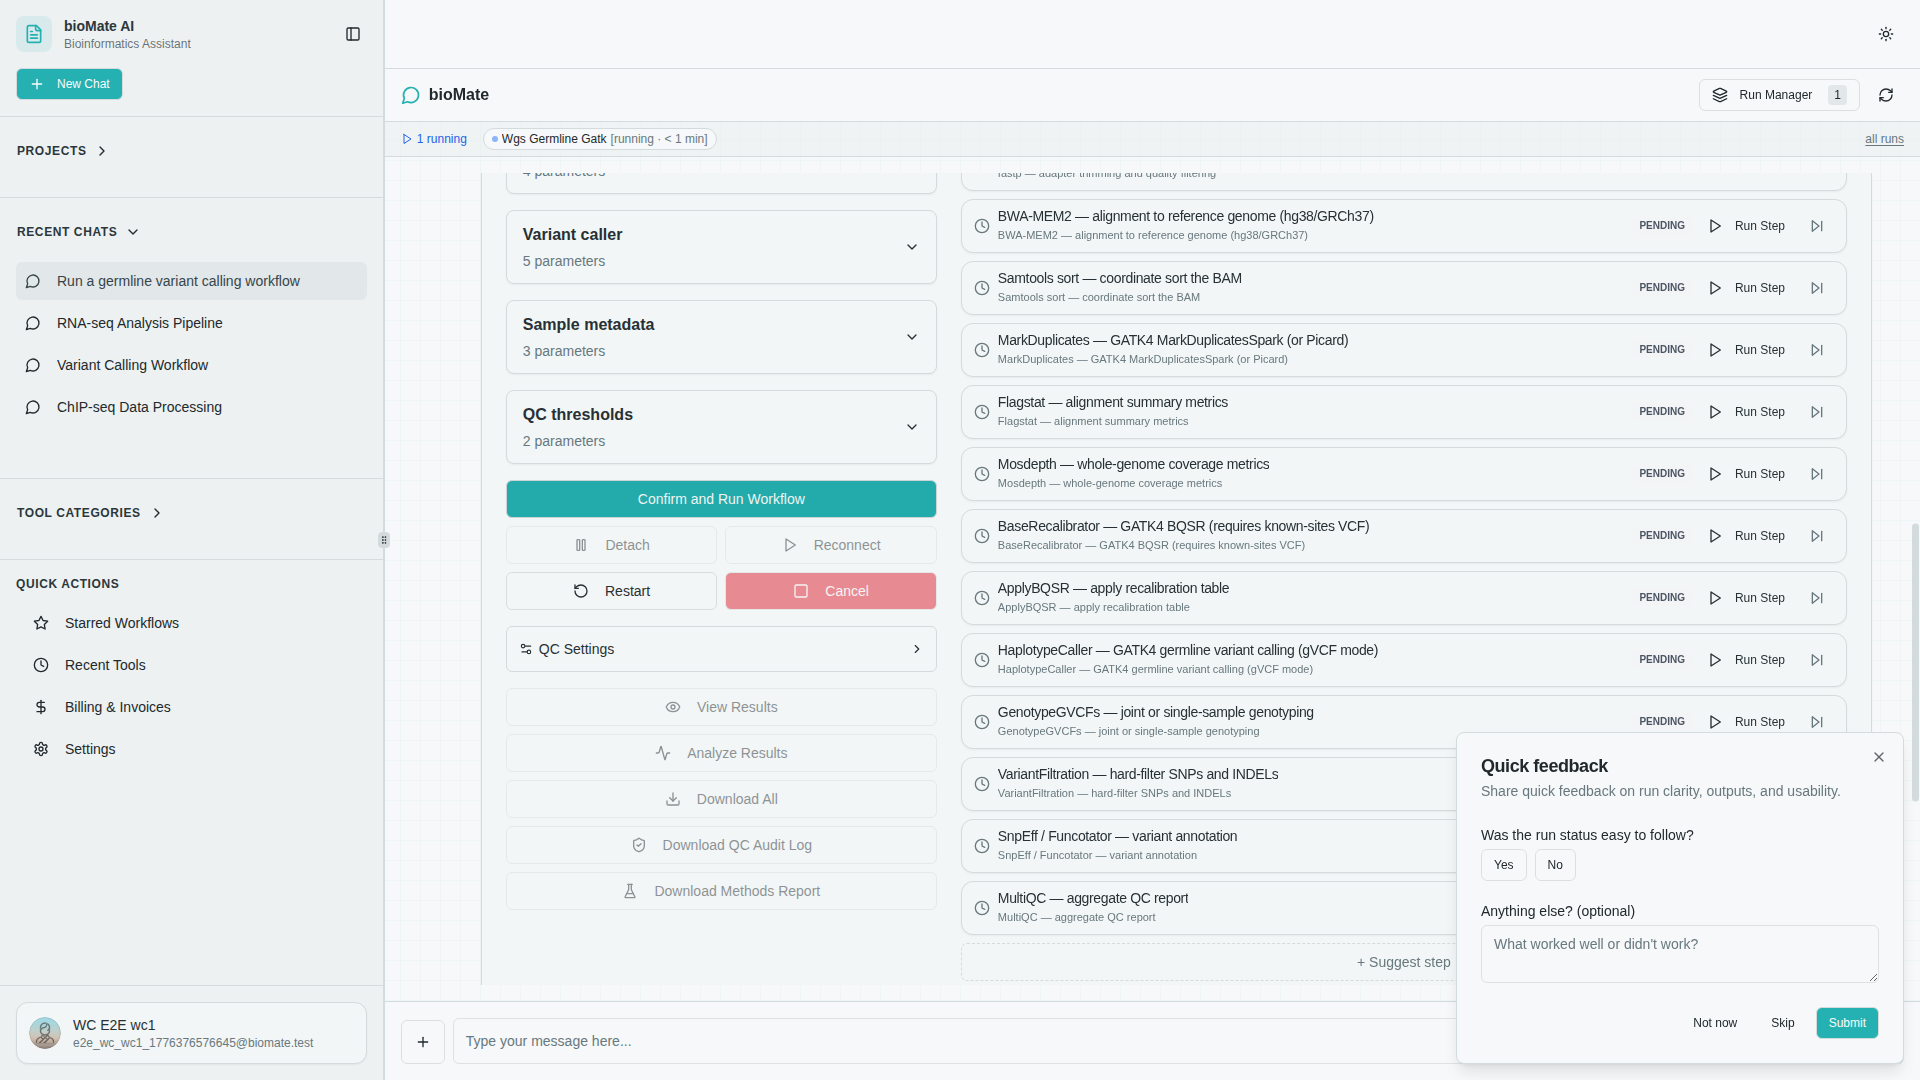 bioMate AI
Bioinformatics Assistant
New Chat
PROJECTS
RECENT CHATS
Run a germline variant calling workflow
RNA-seq Analysis Pipeline
Variant Calling Workflow
ChIP-seq Data Processing
TOOL CATEGORIES
QUICK ACTIONS
Starred Workflows
Recent Tools
Billing & Invoices
Settings
WC E2E wc1
e2e_wc_wc1_1776376576645@biomate.test
bioMate
Run Manager 1
1 running
Wgs Germline Gatk [running · < 1 min]
all runs
4 parameters
Variant caller
5 parameters
Sample metadata
3 parameters
QC thresholds
2 parameters
Confirm and Run Workflow
Detach
Reconnect
Restart
Cancel
QC Settings
View Results
Analyze Results
Download All
Download QC Audit Log
Download Methods Report
fastp — adapter trimming and quality filtering
BWA-MEM2 — alignment to reference genome (hg38/GRCh37)
BWA-MEM2 — alignment to reference genome (hg38/GRCh37)
PENDING Run Step
Samtools sort — coordinate sort the BAM
Samtools sort — coordinate sort the BAM
PENDING Run Step
MarkDuplicates — GATK4 MarkDuplicatesSpark (or Picard)
MarkDuplicates — GATK4 MarkDuplicatesSpark (or Picard)
PENDING Run Step
Flagstat — alignment summary metrics
Flagstat — alignment summary metrics
PENDING Run Step
Mosdepth — whole-genome coverage metrics
Mosdepth — whole-genome coverage metrics
PENDING Run Step
BaseRecalibrator — GATK4 BQSR (requires known-sites VCF)
BaseRecalibrator — GATK4 BQSR (requires known-sites VCF)
PENDING Run Step
ApplyBQSR — apply recalibration table
ApplyBQSR — apply recalibration table
PENDING Run Step
HaplotypeCaller — GATK4 germline variant calling (gVCF mode)
HaplotypeCaller — GATK4 germline variant calling (gVCF mode)
PENDING Run Step
GenotypeGVCFs — joint or single-sample genotyping
GenotypeGVCFs — joint or single-sample genotyping
PENDING Run Step
VariantFiltration — hard-filter SNPs and INDELs
VariantFiltration — hard-filter SNPs and INDELs
SnpEff / Funcotator — variant annotation
SnpEff / Funcotator — variant annotation
MultiQC — aggregate QC report
MultiQC — aggregate QC report
+ Suggest step
Type your message here...
Quick feedback
Share quick feedback on run clarity, outputs, and usability.
Was the run status easy to follow?
Yes
No
Anything else? (optional)
What worked well or didn't work?
Not now
Skip
Submit